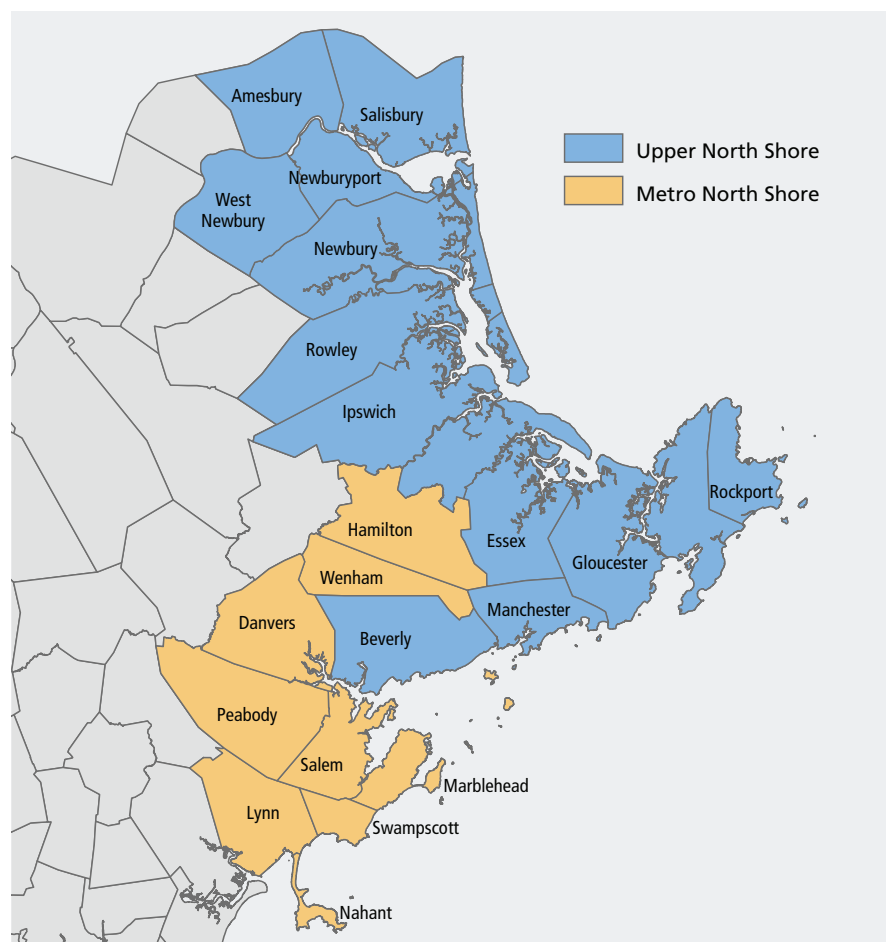 Amesbury
Salisbury
Upper North Shore
Newburyport
Metro North Shore
West
Newbury
Newbury
Rowley
Ipswich
Rockport
Hamilton
Essex
Gloucester
Wenham
Manchester
Danvers
Beverly
Peabody
Salem
Marblehead
Lynn
Swampscott
Nahant